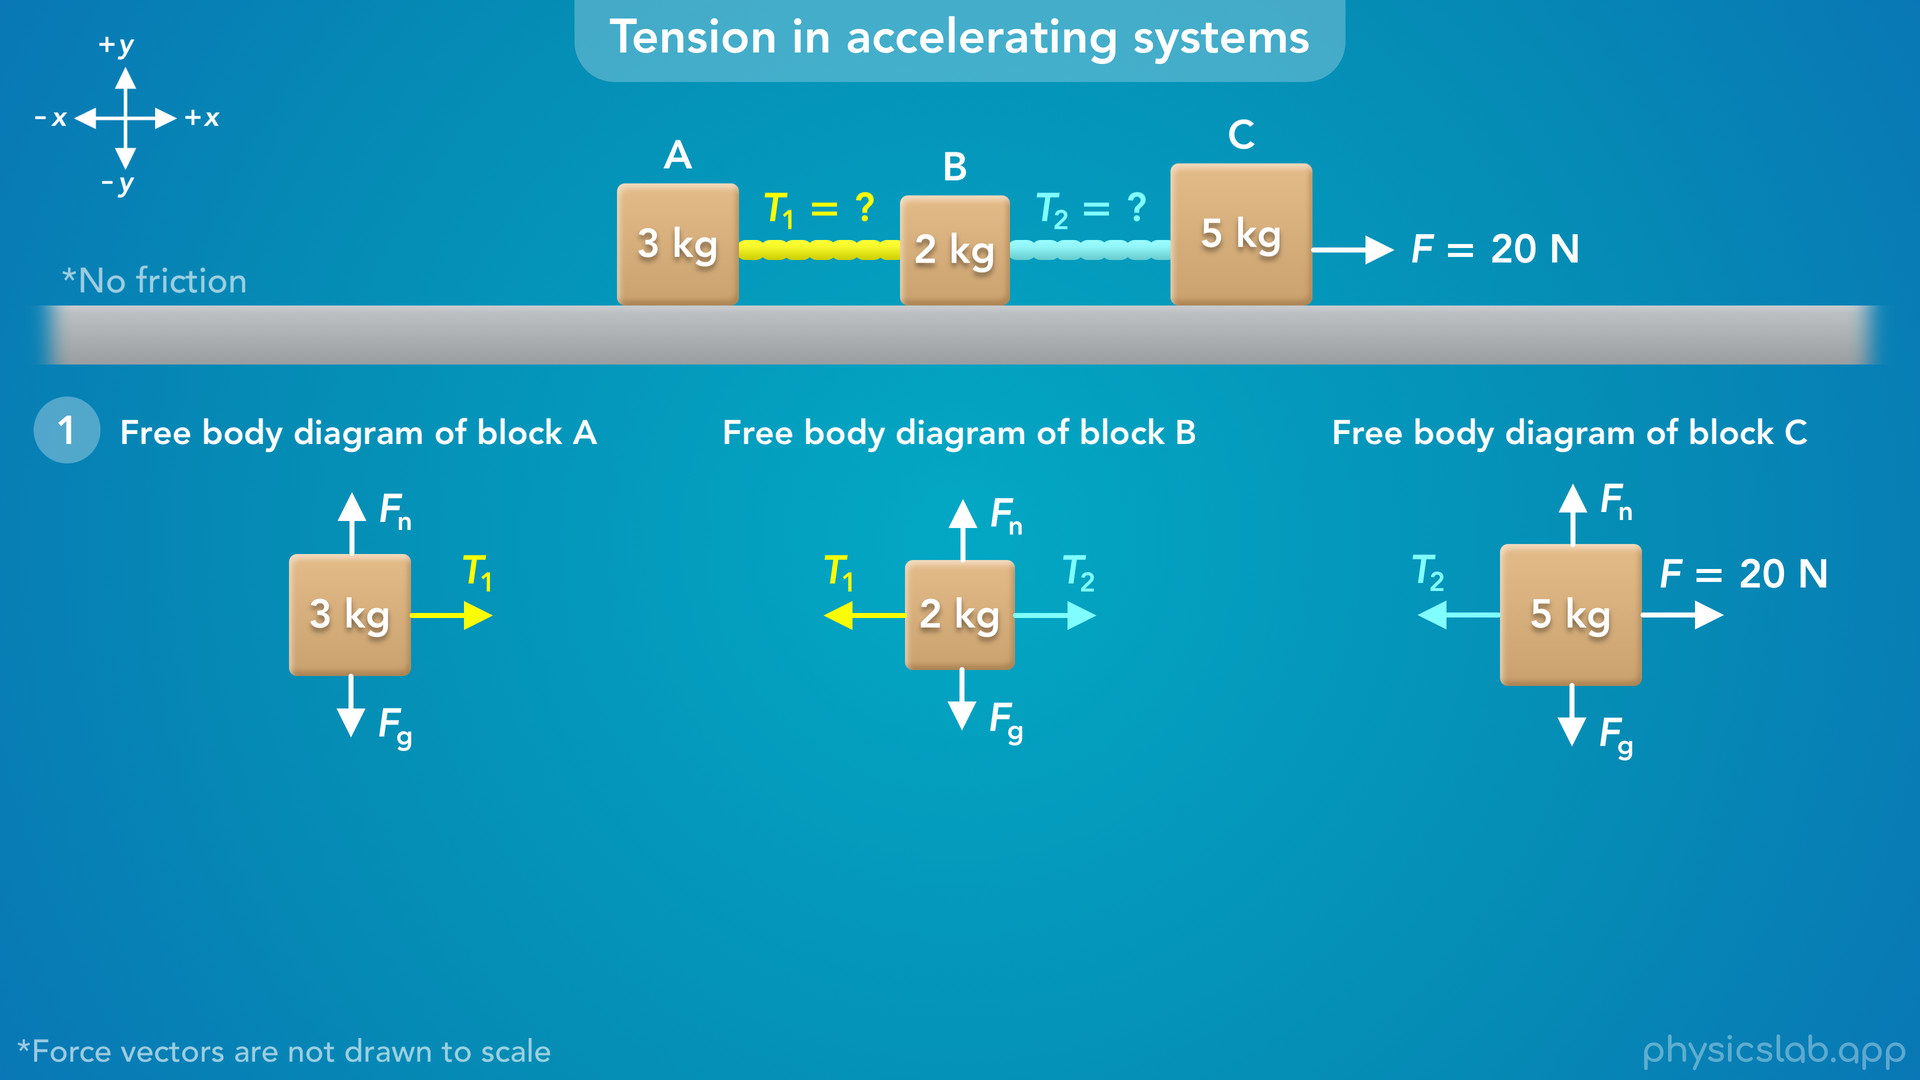 Tension in accelerating systems
+y
-x +x
-y
A
B
C
T1 = ?
T2 = ?
3 kg
2 kg
5 kg
F = 20 N
*No friction
1
Free body diagram of block A
Free body diagram of block B
Free body diagram of block C
Fn
T1
3 kg
Fg
Fn
T1
T2
2 kg
Fg
Fn
T2
F = 20 N
5 kg
Fg
*Force vectors are not drawn to scale
physicslab.app